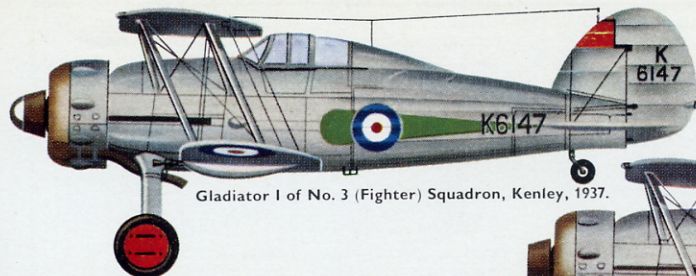 K
6147
K6147
Gladiator I of No. 3 (Fighter) Squadron, Kenley, 1937.